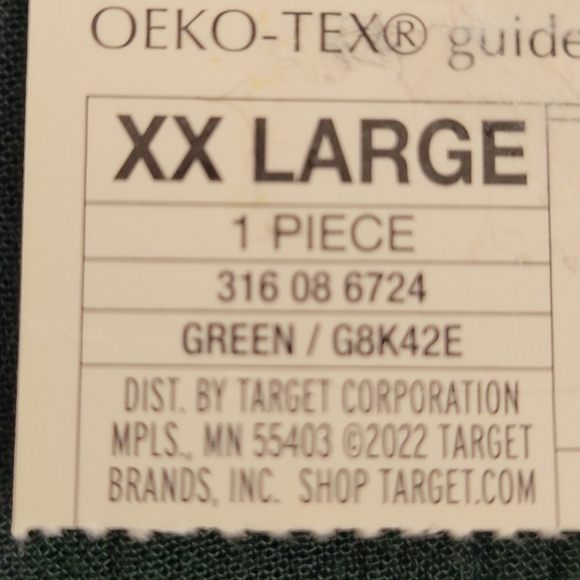 OEKO-TEX® guide
XX LARGE
1 PIECE
316 08 6724
GREEN / G8K42E
DIST. BY TARGET CORPORATION
MPLS., MN 55403 ©2022 TARGET
BRANDS, INC. SHOP TARGET.COM